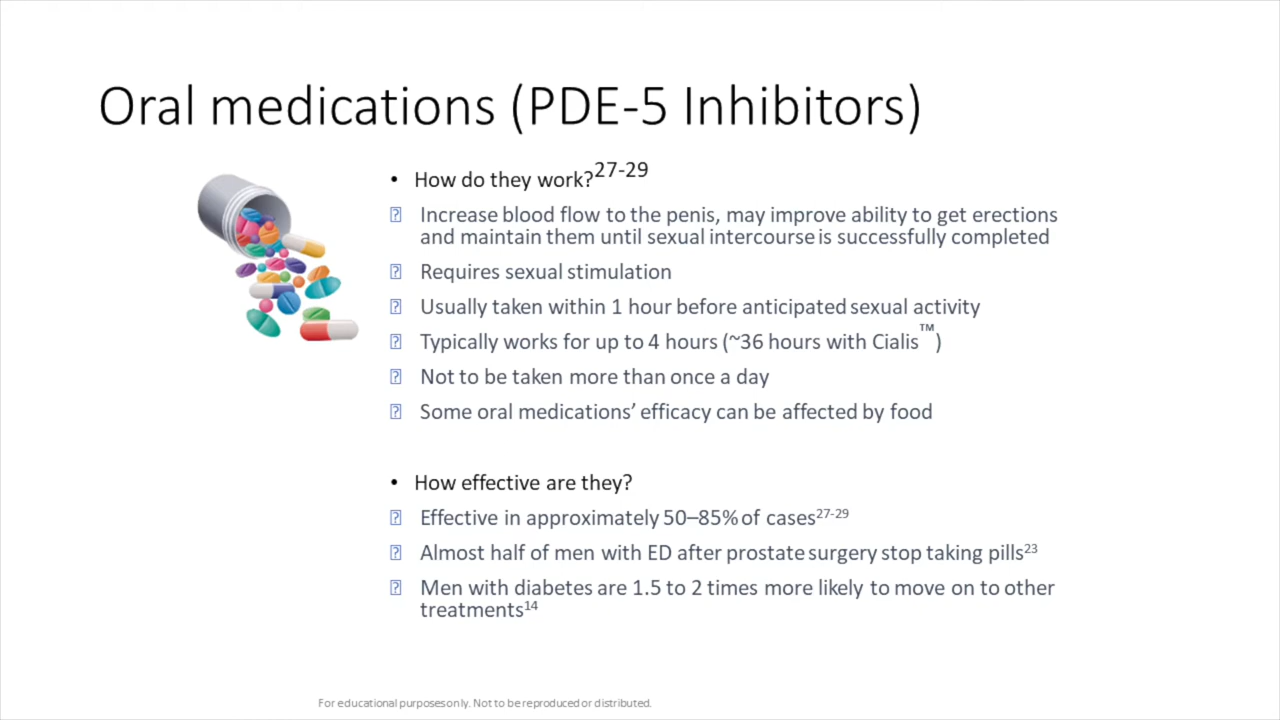 Oral medications (PDE-5 Inhibitors)
• How do they work?27-29
Increase blood flow to the penis, may improve ability to get erections
and maintain them until sexual intercourse is successfully completed
Requires sexual stimulation
Usually taken within 1 hour before anticipated sexual activity
Typically works for up to 4 hours (~36 hours with Cialis™)
Not to be taken more than once a day
Some oral medications’ efficacy can be affected by food
• How effective are they?
Effective in approximately 50–85% of cases27-29
Almost half of men with ED after prostate surgery stop taking pills23
Men with diabetes are 1.5 to 2 times more likely to move on to other
treatments14
For educational purposes only. Not to be reproduced or distributed.